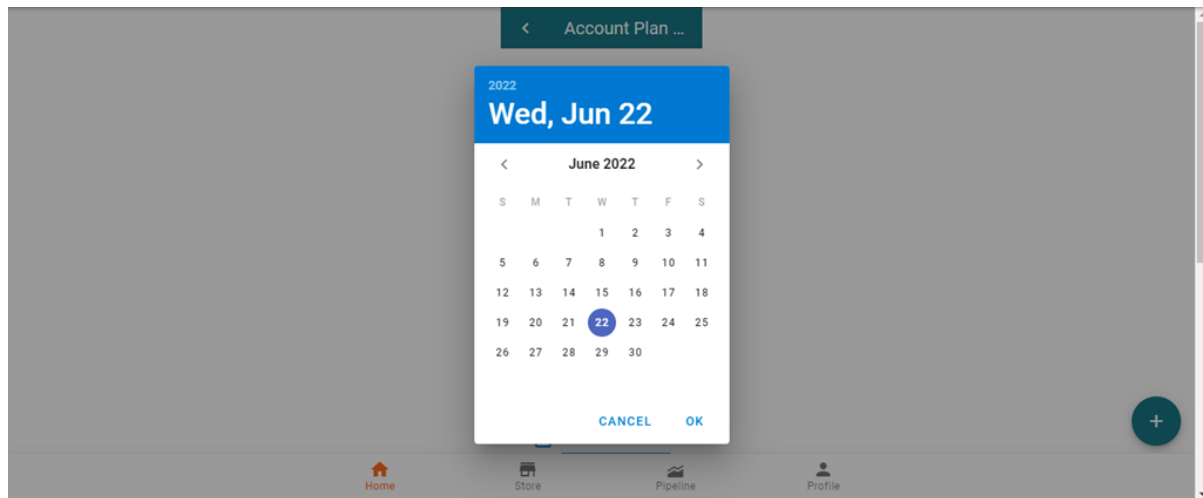 Account Plan ...
2022
Wed, Jun 22
June 2022
S M T W T F S
1 2 3 4
5 6 7 8 9 10 11
12 13 14 15 16 17 18
19 20 21 22 23 24 25
26 27 28 29 30
CANCEL OK
Home Store Pipeline Profile